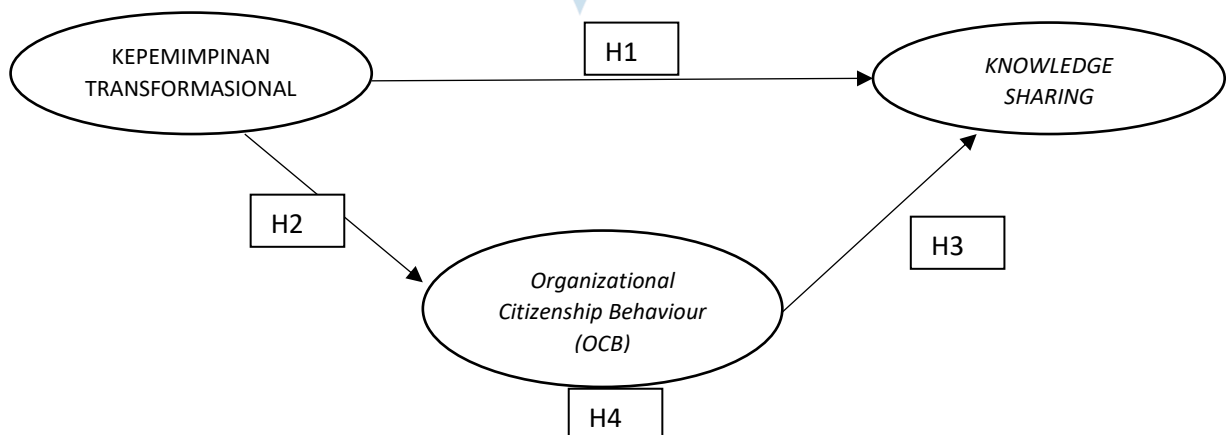 H1
KEPEMIMPINAN
TRANSFORMASIONAL
KNOWLEDGE
SHARING
H2
H3
Organizational
Citizenship Behaviour
(OCB)
H4